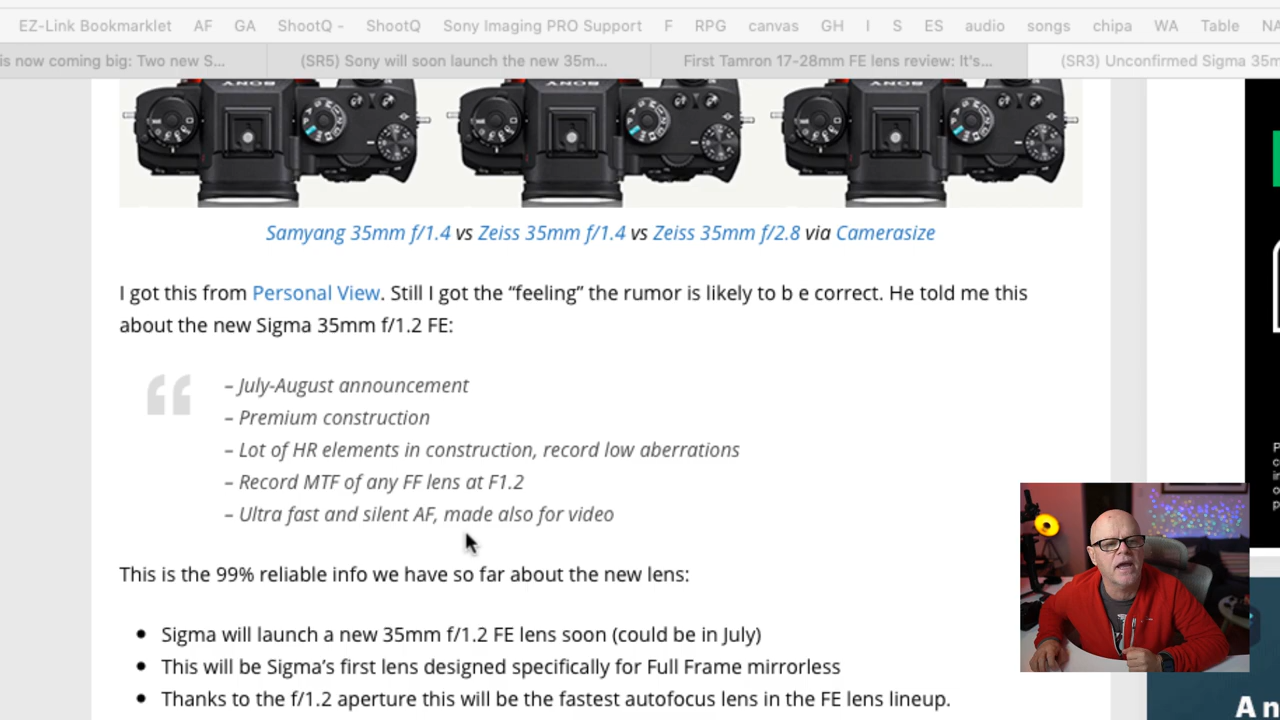 EZ-Link Bookmarklet AF GA ShootQ - ShootQ Sony Imaging PRO Support F RPG canvas GH I S ES audio songs chipa WA Table
is now coming big: Two new S... (SR5) Sony will soon launch the new 35m... First Tamron 17-28mm FE lens review: It's... (SR3) Unconfirmed Sigma 35m
SONY SONY SONY
Samyang 35mm f/1.4 vs Zeiss 35mm f/1.4 vs Zeiss 35mm f/2.8 via Camerasize
I got this from Personal View. Still I got the “feeling” the rumor is likely to b e correct. He told me this
about the new Sigma 35mm f/1.2 FE:
– July-August announcement
– Premium construction
– Lot of HR elements in construction, record low aberrations
– Record MTF of any FF lens at F1.2
– Ultra fast and silent AF, made also for video
This is the 99% reliable info we have so far about the new lens:
• Sigma will launch a new 35mm f/1.2 FE lens soon (could be in July)
• This will be Sigma’s first lens designed specifically for Full Frame mirrorless
• Thanks to the f/1.2 aperture this will be the fastest autofocus lens in the FE lens lineup.
An